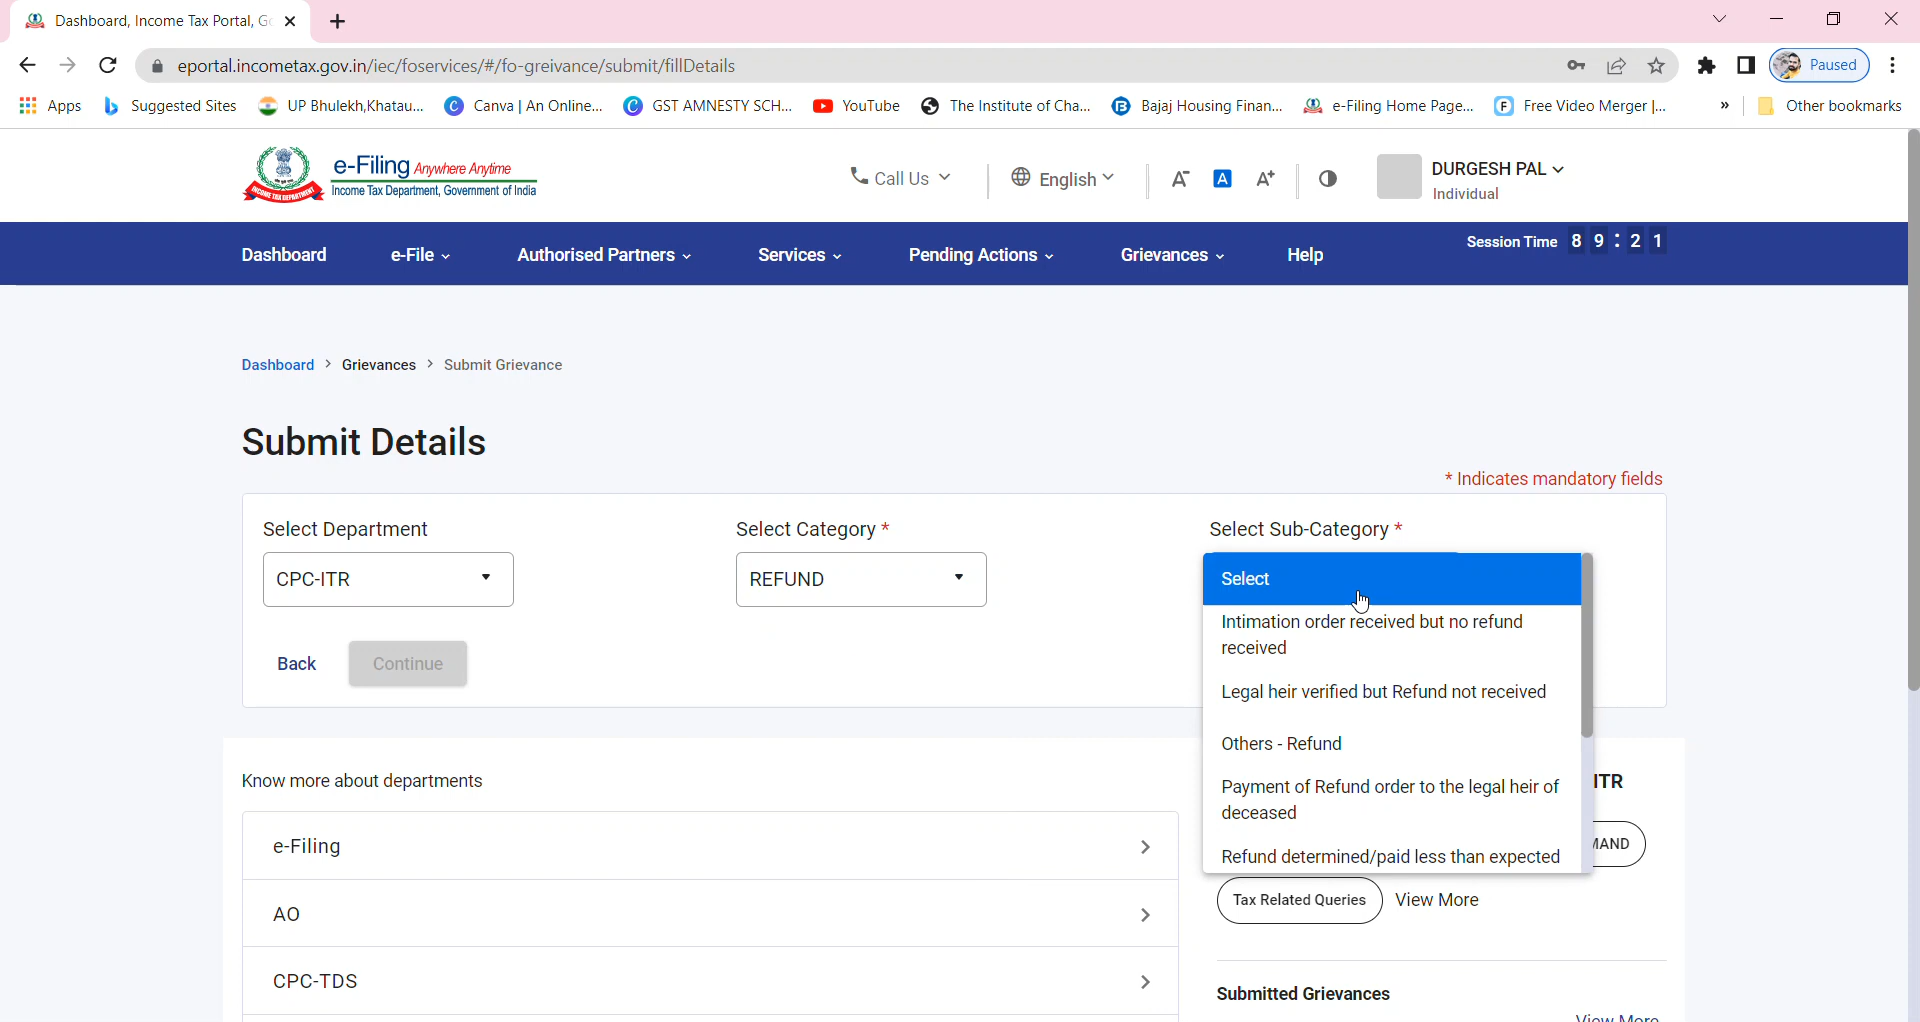 Dashboard, Income Tax Portal, G
Paused
eportal.incometax.gov.in/iec/foservices/#/fo-greivance/submit/fillDetails
Apps
Suggested Sites
UP Bhulekh,Khatau...
Canva | An Online...
GST AMNESTY SCH...
YouTube
The Institute of Cha...
Bajaj Housing Finan...
e-Filing Home Page...
Free Video Merger |...
»
Other bookmarks
e-Filing Anywhere Anytime
Income Tax Department, Government of India
Call Us
English
A-
A
A+
DURGESH PAL
Individual
Dashboard
e-File
Authorised Partners
Services
Pending Actions
Grievances
Help
Session Time 8 9 : 2 1
Dashboard > Grievances > Submit Grievance
Submit Details
* Indicates mandatory fields
Select Department
Select Category *
Select Sub-Category *
CPC-ITR
REFUND
Select
Intimation order received but no refund
received
Legal heir verified but Refund not received
Others - Refund
Payment of Refund order to the legal heir of
deceased
Refund determined/paid less than expected
Back
Continue
Know more about departments
ITR
e-Filing
MAND
AO
Tax Related Queries
View More
CPC-TDS
Submitted Grievances
View More